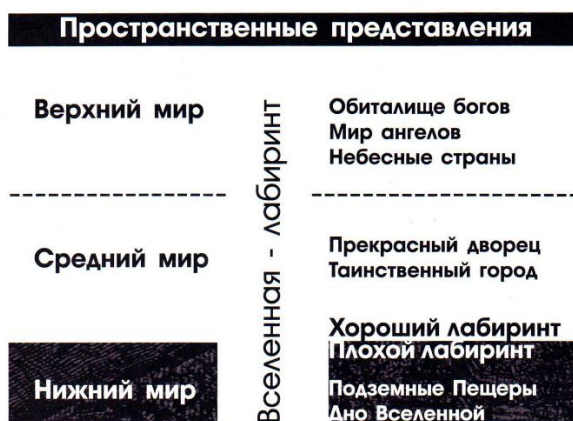 Пространственные представления
Верхний мир
Обиталище богов
Мир ангелов
Небесные страны
Вселенная - лабиринт
Средний мир
Прекрасный дворец
Таинственный город
Хороший лабиринт
Плохой лабиринт
Нижний мир
Подземные Пещеры
Дно Вселенной